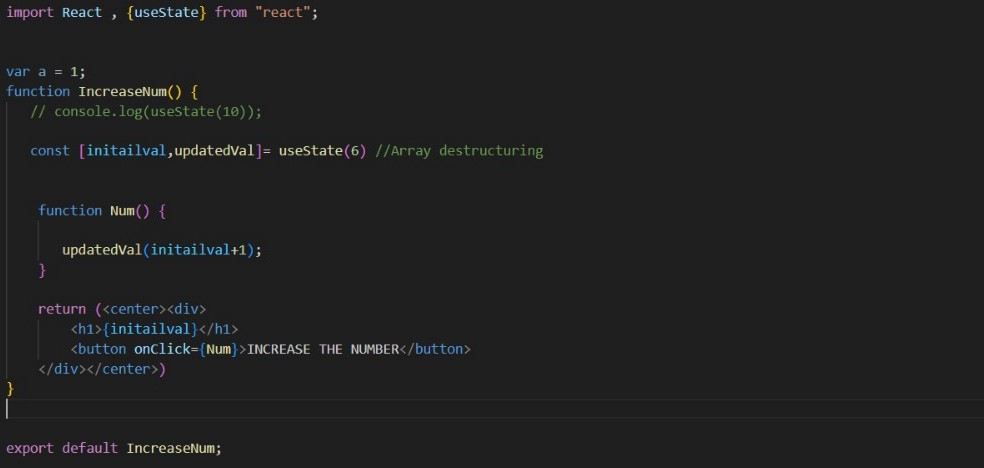 import React , {useState} from "react";
var a = 1;
function IncreaseNum() {
// console.log(useState(10));
const [initailval,updatedVal]= useState(6) //Array destructuring
function Num() {
updatedVal(initailval+1);
}
return (<center><div>
<h1>{initailval}</h1>
<button onClick={Num}>INCREASE THE NUMBER</button>
</div></center>)
}
export default IncreaseNum;